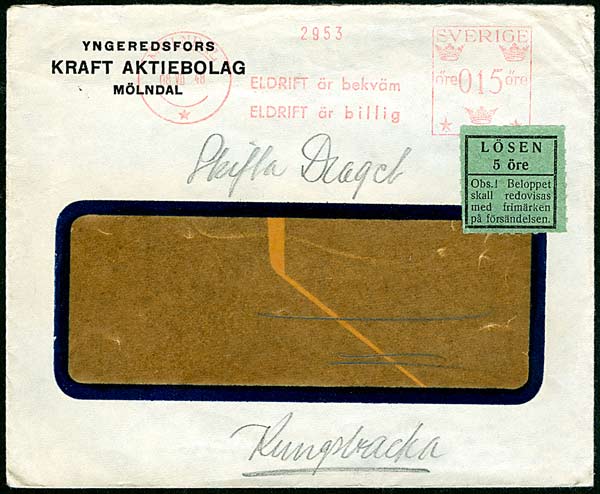 YNGEREDSFORS
KRAFT AKTIEBOLAG
MÖLNDAL
MÖLNDAL
2953
ELDRIFT är bekväm
ELDRIFT är billig
SVERIGE
öre 015 öre
LÖSEN
5 öre
Obs.! Beloppet
skall redovisas
med frimärken
på försändelsen.
Kungsbacka